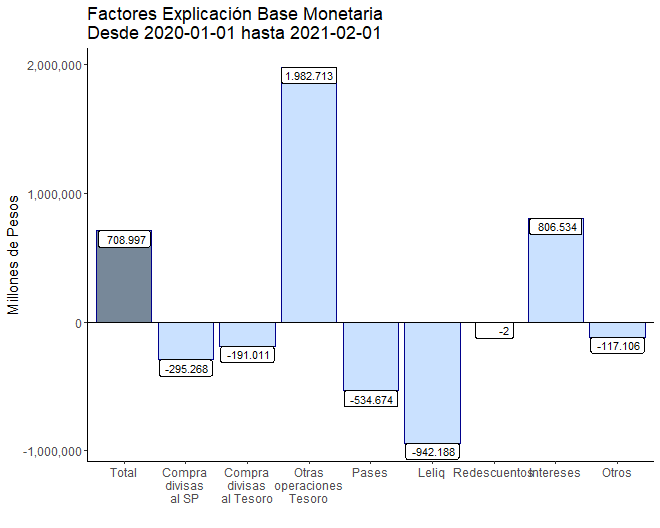 Factores Explicación Base Monetaria
Desde 2020-01-01 hasta 2021-02-01
Millones de Pesos
2,000,000
1,000,000
0
-1,000,000
708.997
-295.268
-191.011
1.982.713
-534.674
-942.188
-2
806.534
-117.106
Total
Compra
divisas
al SP
Compra
divisas
al Tesoro
Otras
operaciones
Tesoro
Pases
Leliq
Redescuentos
Intereses
Otros